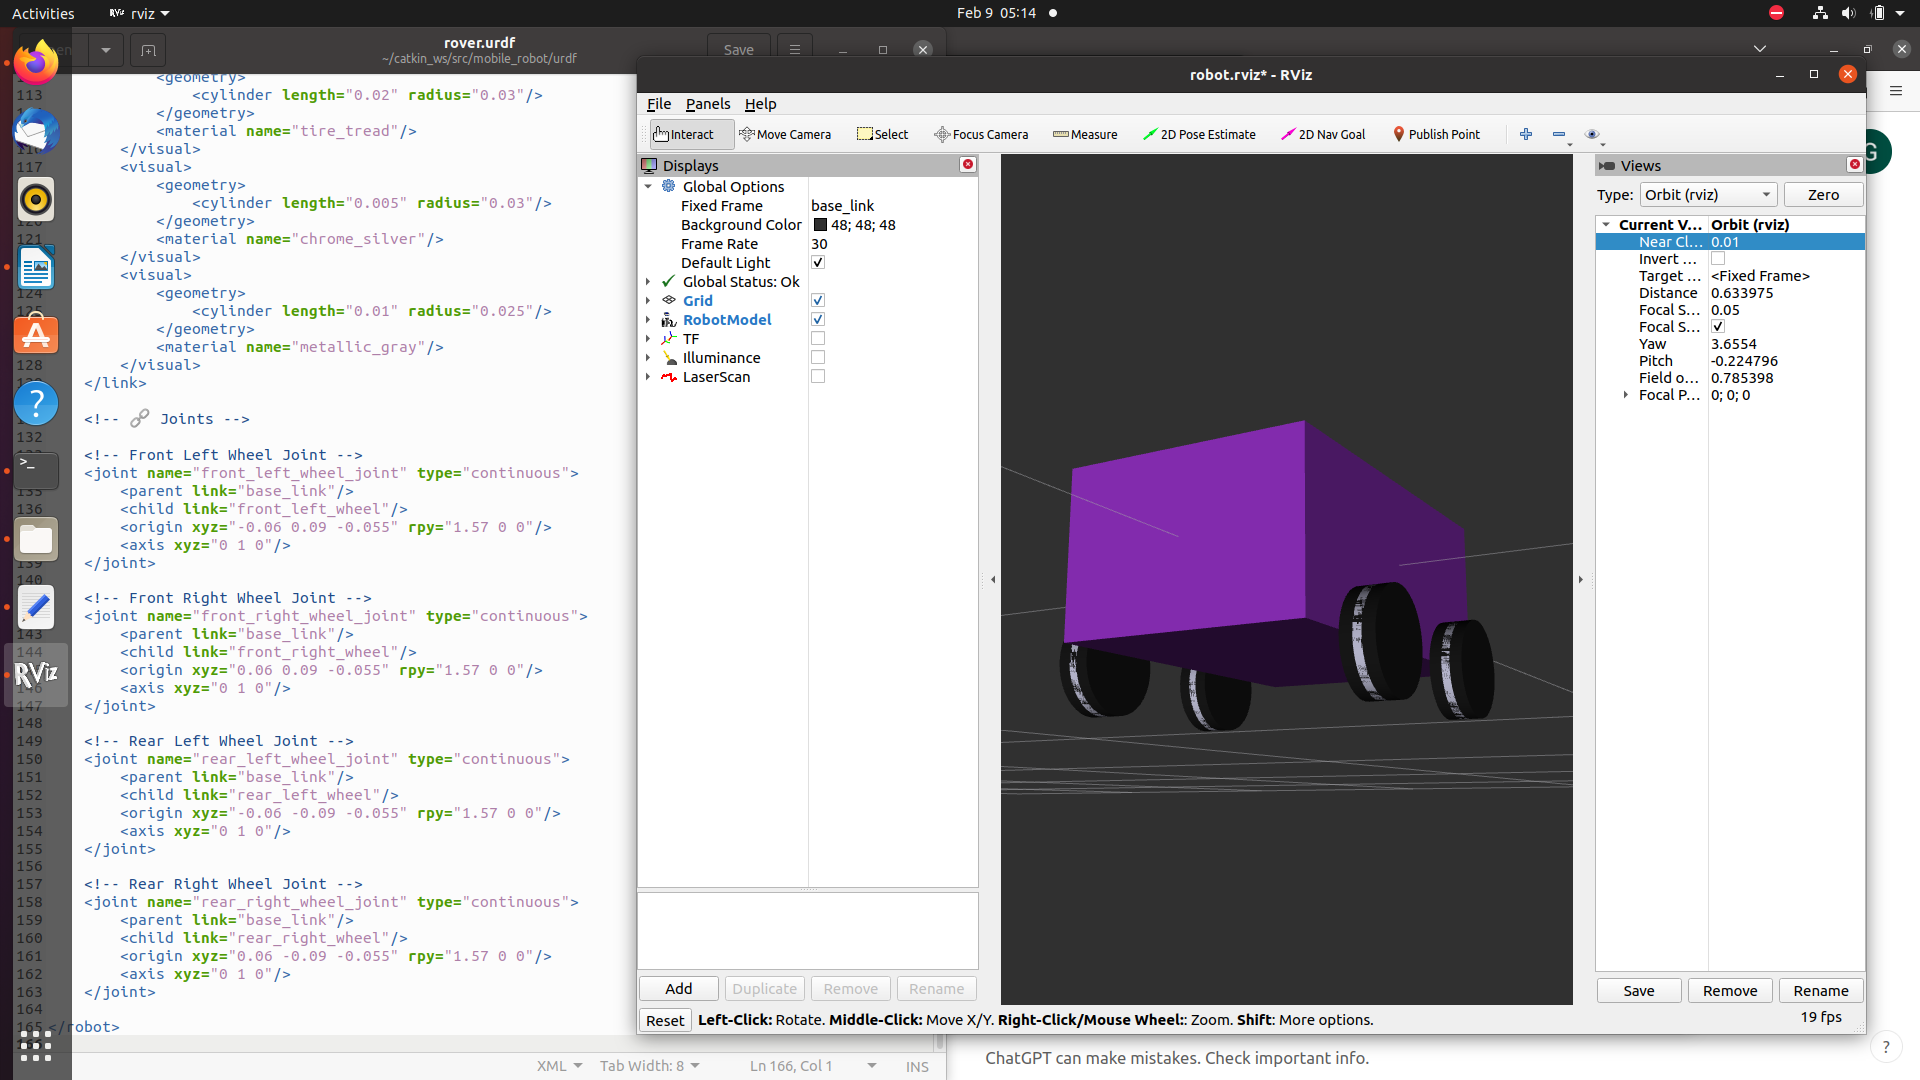 Activities
rviz
Feb 9 05:14
rover.urdf
~/catkin_ws/src/mobile_robot/urdf
Save
<geometry>
113 <cylinder length="0.02" radius="0.03"/>
</geometry>
<material name="tire_tread"/>
</visual>
117 <visual>
<geometry>
<cylinder length="0.005" radius="0.03"/>
</geometry>
121 <material name="chrome_silver"/>
</visual>
<visual>
124 <geometry>
<cylinder length="0.01" radius="0.025"/>
</geometry>
<material name="metallic_gray"/>
128 </visual>
</link>
<!-- 🔗 Joints -->
132
<!-- Front Left Wheel Joint -->
<joint name="front_left_wheel_joint" type="continuous">
135 <parent link="base_link"/>
136 <child link="front_left_wheel"/>
<origin xyz="-0.06 0.09 -0.055" rpy="1.57 0 0"/>
<axis xyz="0 1 0"/>
139 </joint>
140
<!-- Front Right Wheel Joint -->
<joint name="front_right_wheel_joint" type="continuous">
143 <parent link="base_link"/>
144 <child link="front_right_wheel"/>
<origin xyz="0.06 0.09 -0.055" rpy="1.57 0 0"/>
146 <axis xyz="0 1 0"/>
147 </joint>
148
149 <!-- Rear Left Wheel Joint -->
150 <joint name="rear_left_wheel_joint" type="continuous">
151 <parent link="base_link"/>
152 <child link="rear_left_wheel"/>
153 <origin xyz="-0.06 -0.09 -0.055" rpy="1.57 0 0"/>
154 <axis xyz="0 1 0"/>
155 </joint>
156
157 <!-- Rear Right Wheel Joint -->
158 <joint name="rear_right_wheel_joint" type="continuous">
159 <parent link="base_link"/>
160 <child link="rear_right_wheel"/>
161 <origin xyz="0.06 -0.09 -0.055" rpy="1.57 0 0"/>
162 <axis xyz="0 1 0"/>
163 </joint>
164
165 </robot>
XML
Tab Width: 8
Ln 166, Col 1
INS
RViz
robot.rviz* - RViz
File Panels Help
Interact Move Camera Select Focus Camera Measure 2D Pose Estimate 2D Nav Goal Publish Point
Displays
Global Options
Fixed Frame base_link
Background Color 48; 48; 48
Frame Rate 30
Default Light
Global Status: Ok
Grid
RobotModel
TF
Illuminance
LaserScan
Add Duplicate Remove Rename
Reset Left-Click: Rotate. Middle-Click: Move X/Y. Right-Click/Mouse Wheel:: Zoom. Shift: More options.
19 fps
Views
Type: Orbit (rviz) Zero
Current V... Orbit (rviz)
Near Cl... 0.01
Invert ...
Target ... <Fixed Frame>
Distance 0.633975
Focal S... 0.05
Focal S...
Yaw 3.6554
Pitch -0.224796
Field o... 0.785398
Focal P... 0; 0; 0
Save Remove Rename
G
ChatGPT can make mistakes. Check important info.
?